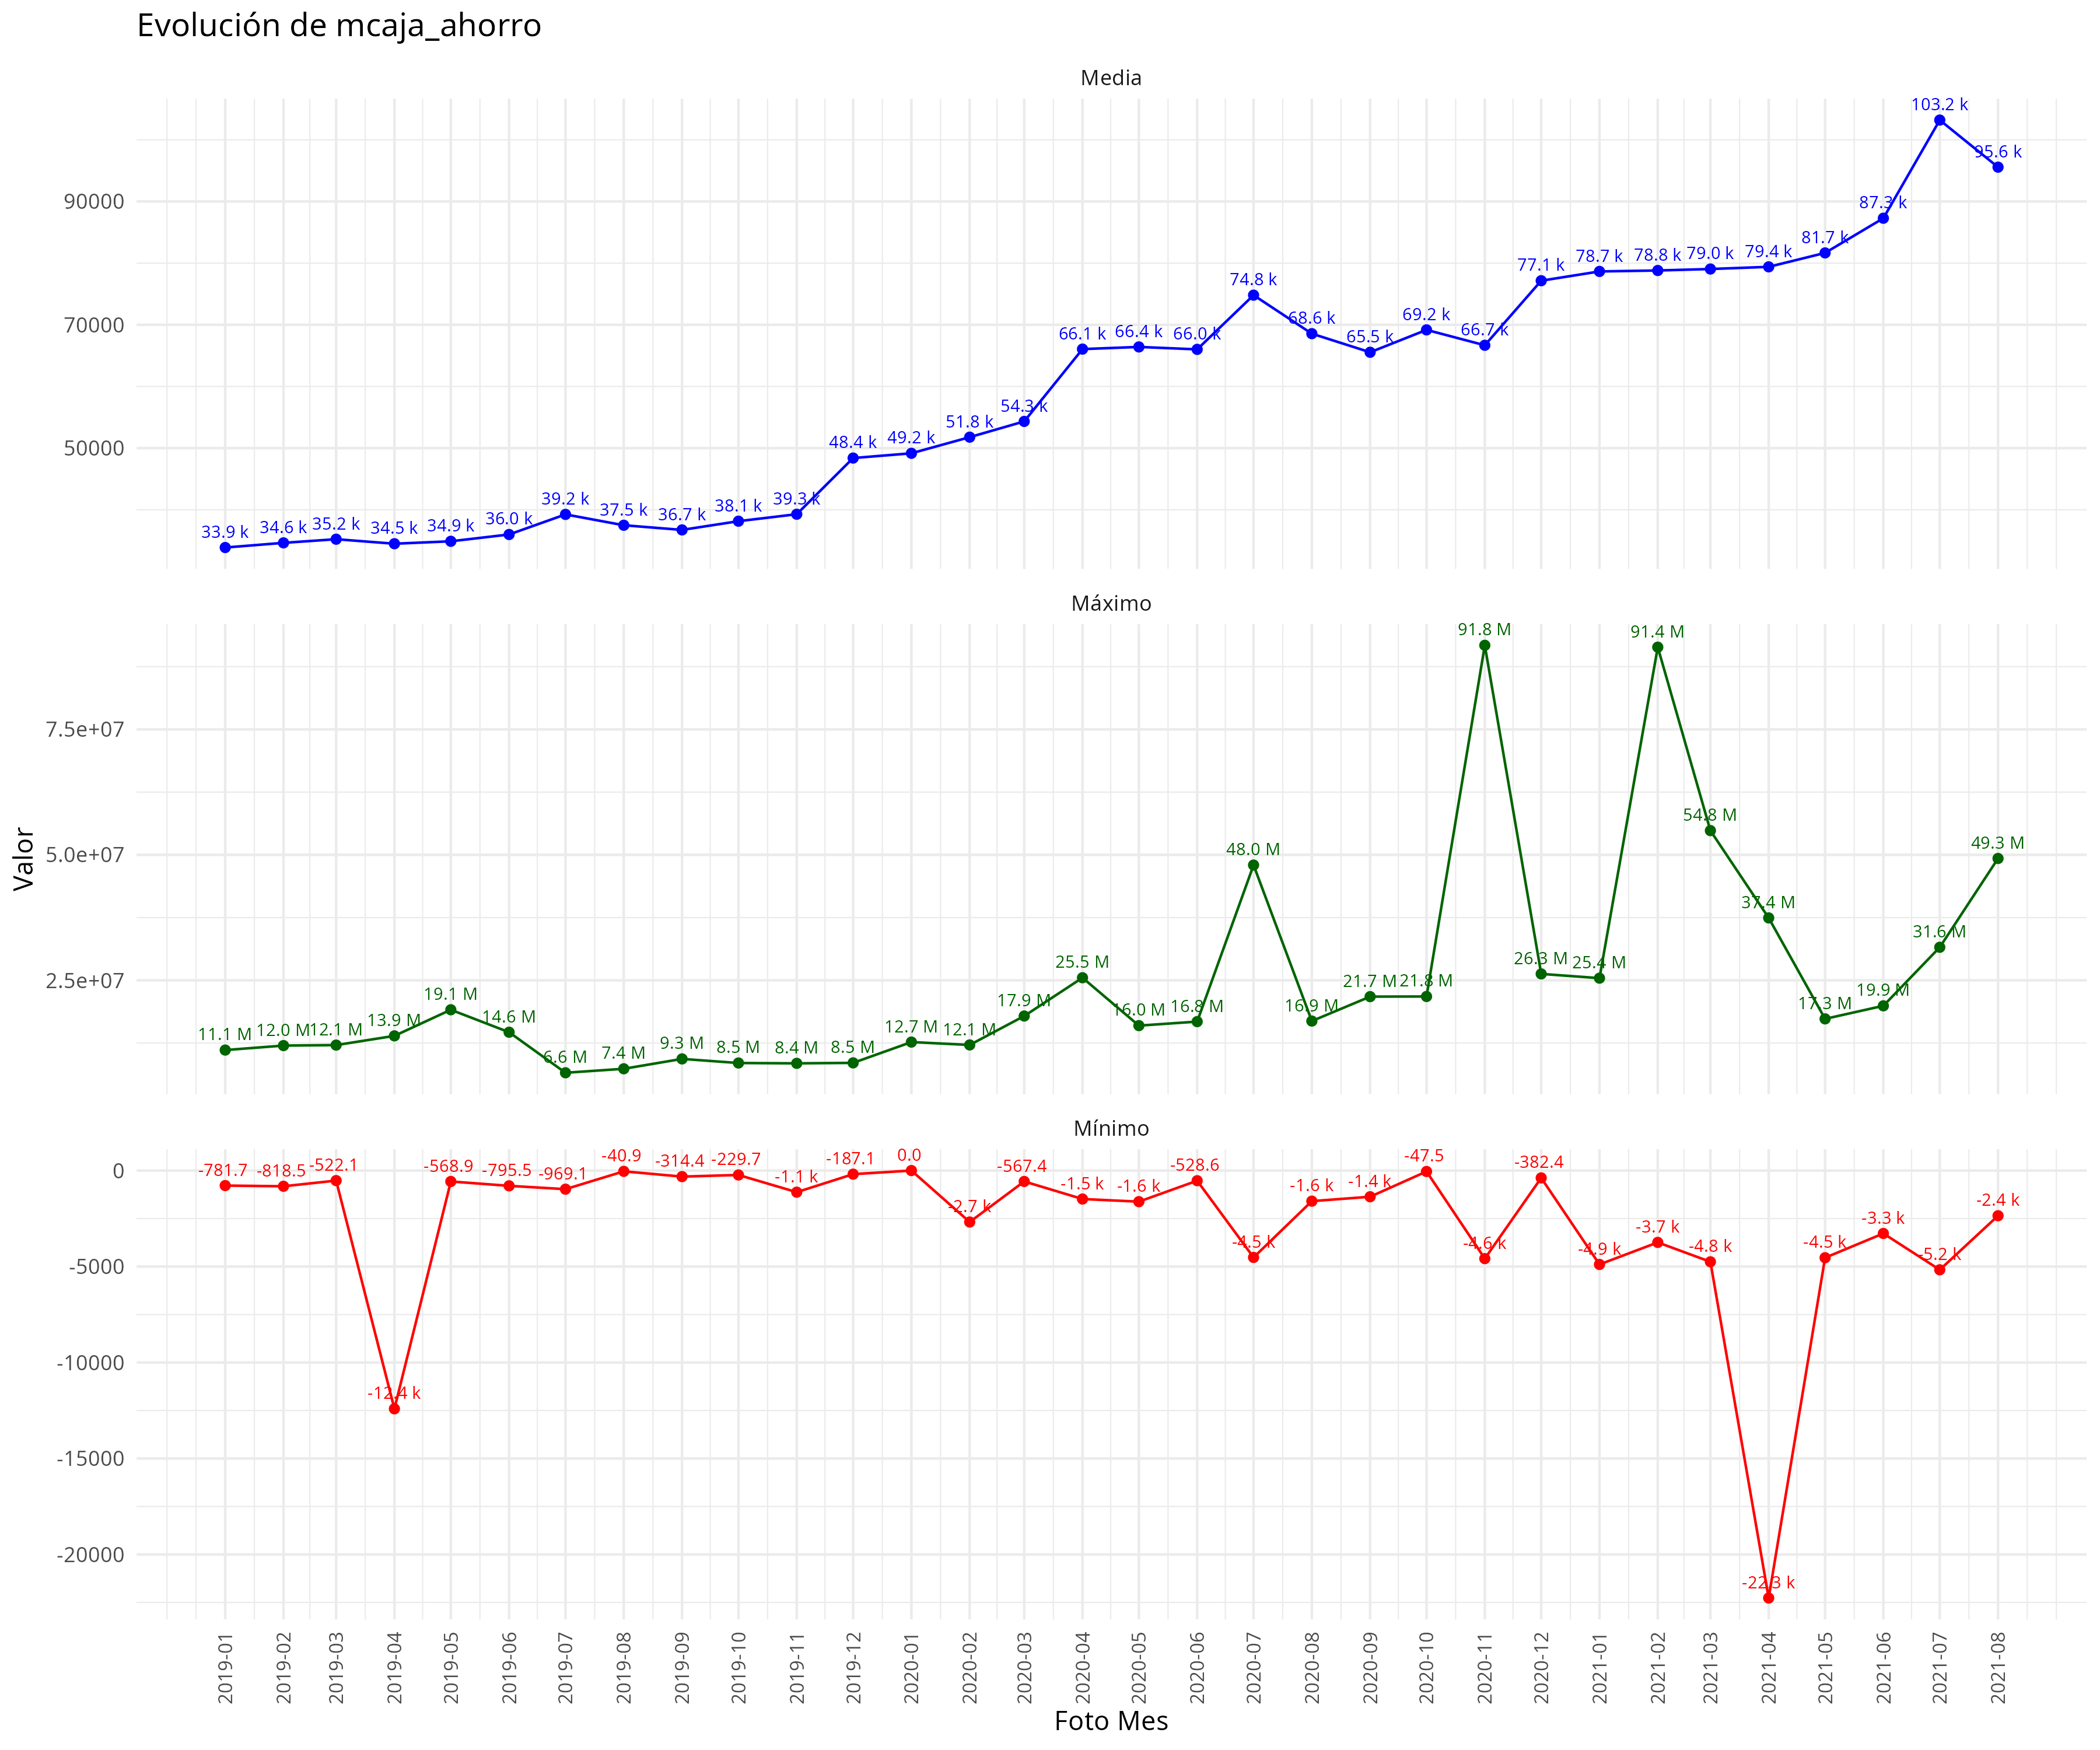 Evolución de mcaja_ahorro
Media
103.2 k
95.6 k
90000
87.3 k
81.7 k
77.1 k 78.7 k 78.8 k 79.0 k 79.4 k
74.8 k
70000
66.1 k 66.4 k 66.0 k 68.6 k 65.5 k 69.2 k 66.7 k
54.3 k
51.8 k
50000
48.4 k 49.2 k
33.9 k 34.6 k 35.2 k 34.5 k 34.9 k 36.0 k 39.2 k 37.5 k 36.7 k 38.1 k 39.3 k
Máximo
91.8 M 91.4 M
7.5e+07
54.8 M
5.0e+07
48.0 M 49.3 M
37.4 M
31.6 M
2.5e+07
25.5 M 26.3 M 25.4 M
11.1 M 12.0 M 12.1 M 13.9 M 19.1 M 14.6 M 6.6 M 7.4 M 9.3 M 8.5 M 8.4 M 8.5 M 12.7 M 12.1 M 17.9 M 16.0 M 16.8 M 16.9 M 21.7 M 21.8 M 17.3 M 19.9 M
Valor
Mínimo
0
-781.7 -818.5 -522.1 -568.9 -795.5 -969.1 -40.9 -314.4 -229.7 -1.1 k -187.1 0.0 -2.7 k -567.4 -1.5 k -1.6 k -528.6 -4.5 k -1.6 k -1.4 k -47.5 -4.6 k -382.4 -4.9 k -3.7 k -4.8 k -4.5 k -3.3 k -5.2 k -2.4 k
-5000
-10000
-12.4 k
-15000
-20000
-22.3 k
2019-01 2019-02 2019-03 2019-04 2019-05 2019-06 2019-07 2019-08 2019-09 2019-10 2019-11 2019-12 2020-01 2020-02 2020-03 2020-04 2020-05 2020-06 2020-07 2020-08 2020-09 2020-10 2020-11 2020-12 2021-01 2021-02 2021-03 2021-04 2021-05 2021-06 2021-07 2021-08
Foto Mes